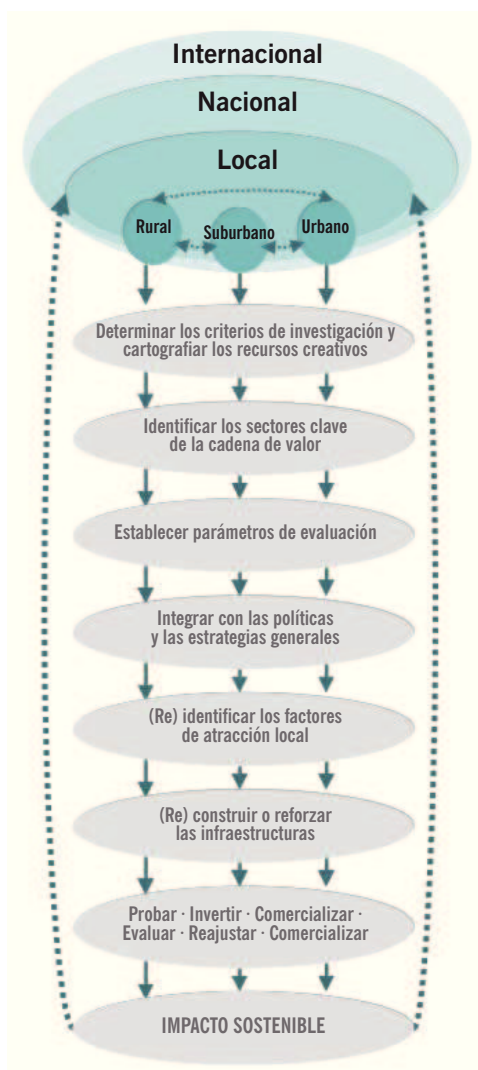 Internacional
Nacional
Local
Rural
Suburbano
Urbano
Determinar los criterios de investigación y
cartografiar los recursos creativos
Identificar los sectores clave
de la cadena de valor
Establecer parámetros de evaluación
Integrar con las políticas
y las estrategias generales
(Re) identificar los factores
de atracción local
(Re) construir o reforzar
las infraestructuras
Probar · Invertir · Comercializar ·
Evaluar · Reajustar · Comercializar
IMPACTO SOSTENIBLE